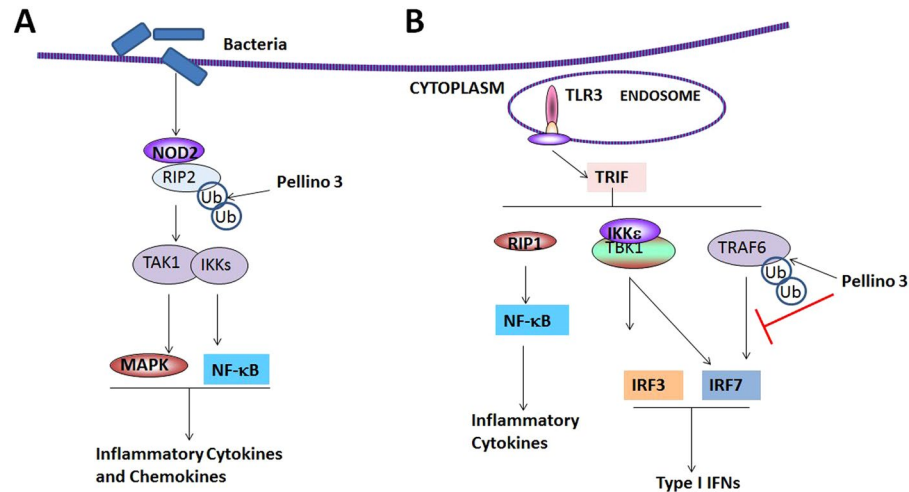 A
Bacteria
NOD2
RIP2
Ub
Ub
Pellino 3
TAK1
IKKs
MAPK
NF-κB
Inflammatory Cytokines
and Chemokines
B
CYTOPLASM
TLR3
ENDOSOME
TRIF
RIP1
IKKε
TBK1
TRAF6
Ub
Ub
Pellino 3
NF-κB
IRF3
IRF7
Inflammatory
Cytokines
Type I IFNs